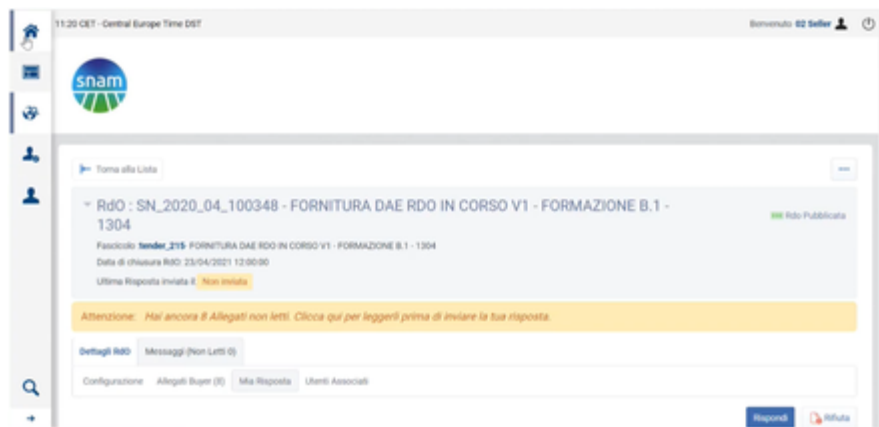 11:20 CET - Central Europe Time DST
Benvenuto 02 Seller
snam
Torna alla Lista
RdO : SN_2020_04_100348 - FORNITURA DAE RDO IN CORSO V1 - FORMAZIONE B.1 -
1304
Rdo Pubblicata
Fascicolo tender_215 FORNITURA DAE RDO IN CORSO V1 - FORMAZIONE B.1 - 1304
Data di chiusura RdO: 23/04/2021 12:00:00
Ultima Risposta inviata il: Non inviata
Attenzione: Hai ancora 8 Allegati non letti. Clicca qui per leggerli prima di inviare la tua risposta.
Dettagli RdO Messaggi (Non Letti 0)
Configurazione Allegati Buyer (8) Mia Risposta Utenti Associati
Rispondi Rifiuta